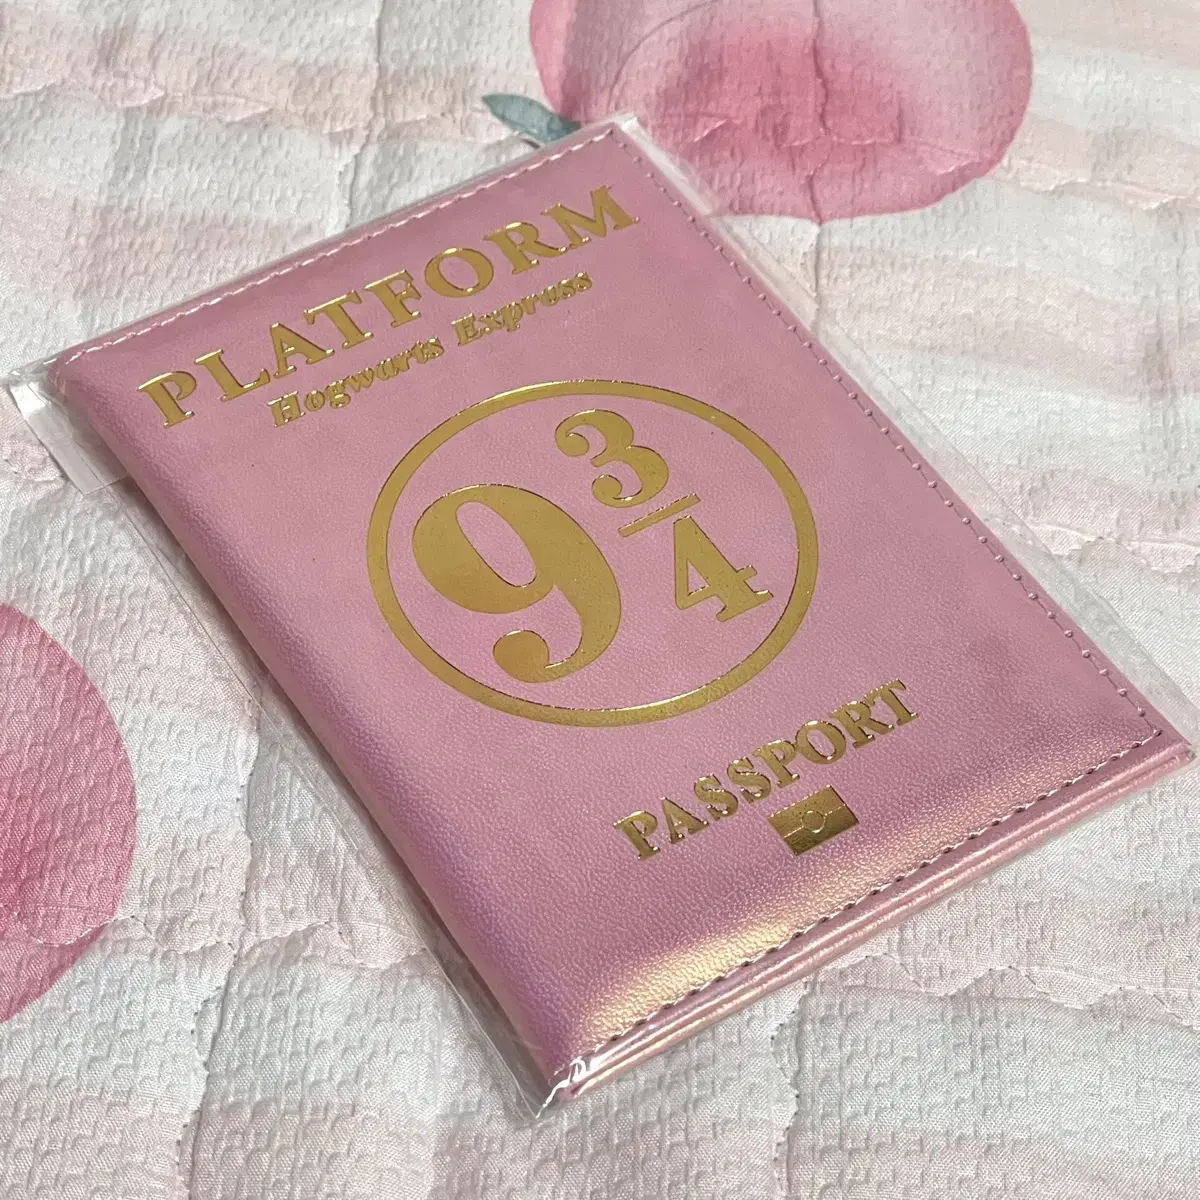 PLATFORM
Hogwarts Express
9 3/4
PASSPORT